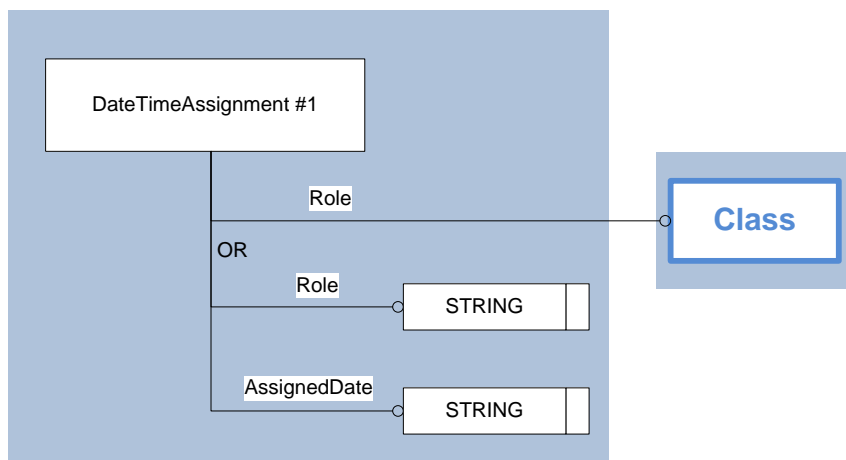 DateTimeAssignment #1
Role
Class
OR
Role
STRING
AssignedDate
STRING